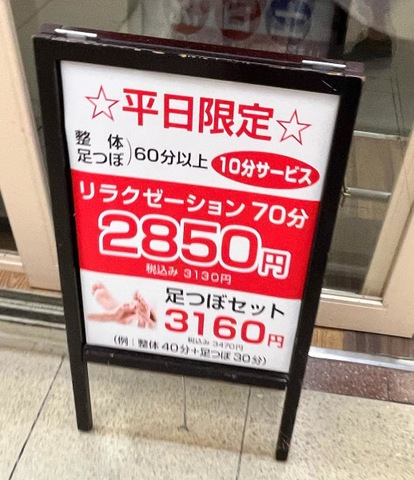 ☆平日限定☆
整体
足つぼ)60分以上 10分サービス
リラクゼーション 70分
2850円
税込み 3130円
足つぼセット
3160円
税込み 3470円
(例:整体40分+足つぼ30分)